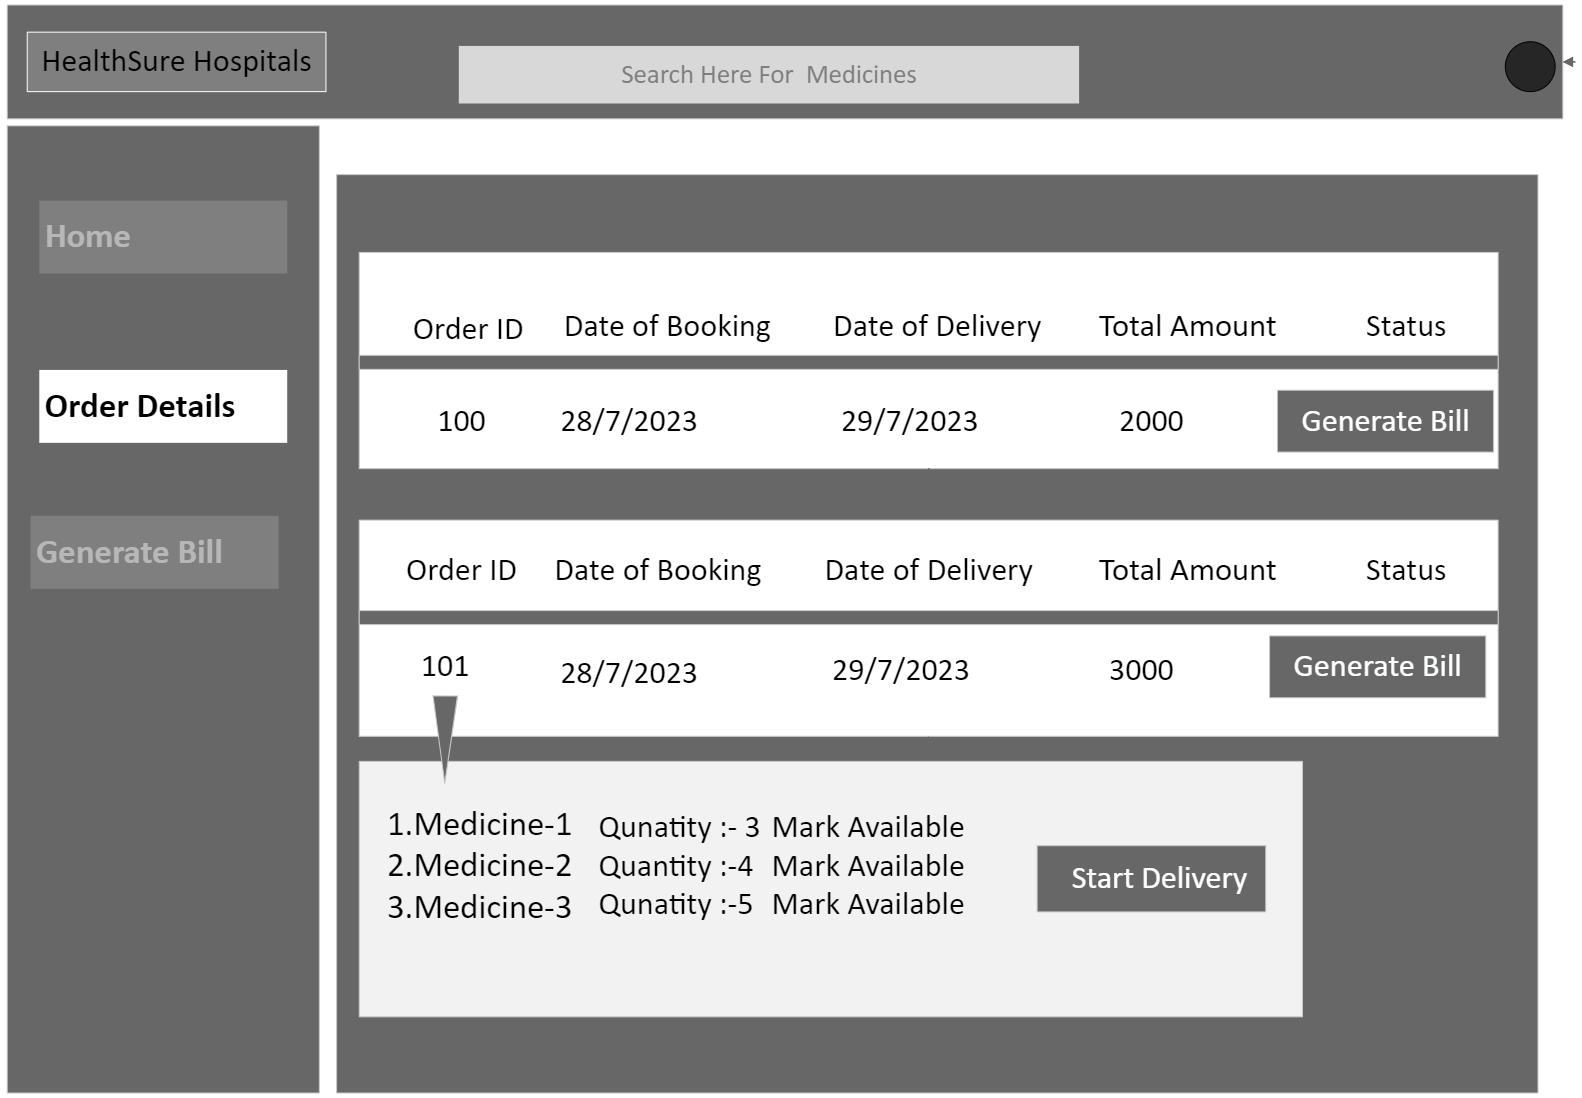 HealthSure Hospitals
Search Here For Medicines
Home
Order Details
Generate Bill
Order ID Date of Booking Date of Delivery Total Amount Status
100 28/7/2023 29/7/2023 2000 Generate Bill
Order ID Date of Booking Date of Delivery Total Amount Status
101 28/7/2023 29/7/2023 3000 Generate Bill
1.Medicine-1 Qunatity :- 3 Mark Available
2.Medicine-2 Quantity :-4 Mark Available
3.Medicine-3 Qunatity :-5 Mark Available
Start Delivery